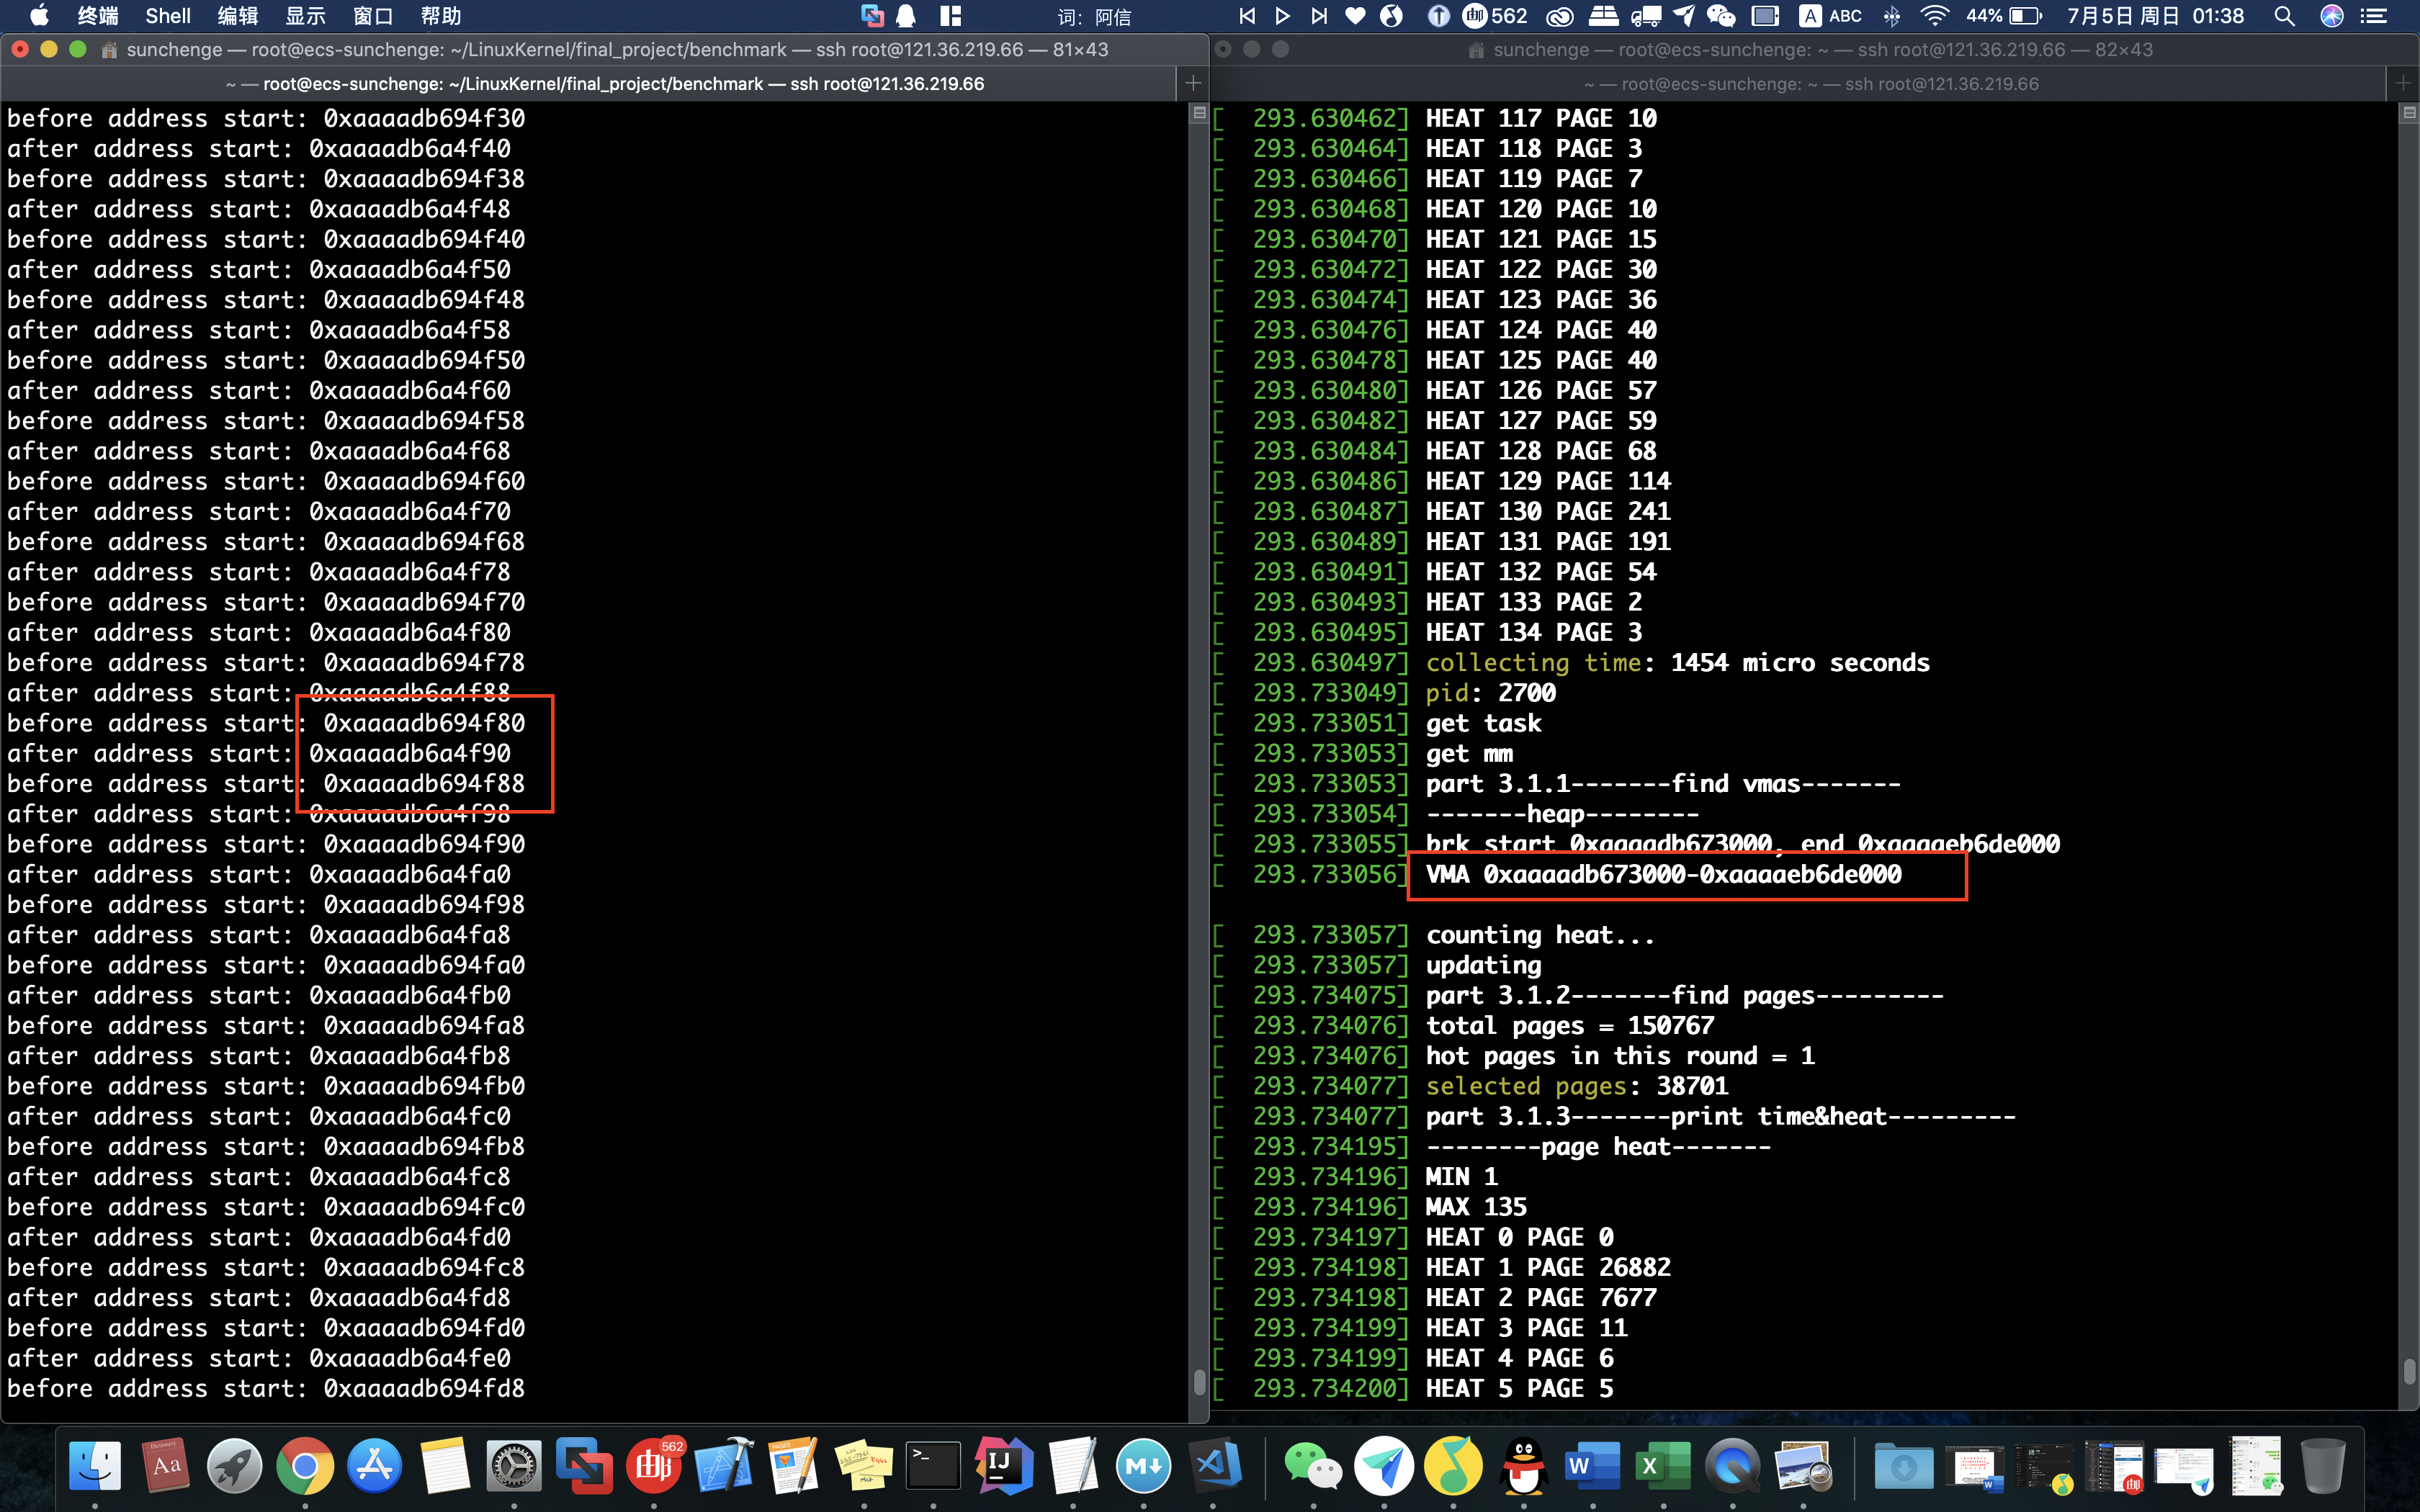 终端 Shell 编辑 显示 窗口 帮助 词: 阿信 562 A ABC 44% 7月5日 周日 01:38
sunchenge — root@ecs-sunchenge: ~/LinuxKernel/final_project/benchmark — ssh root@121.36.219.66 — 81×43
~ — root@ecs-sunchenge: ~/LinuxKernel/final_project/benchmark — ssh root@121.36.219.66
before address start: 0xaaaadb694f30
after address start: 0xaaaadb6a4f40
before address start: 0xaaaadb694f38
after address start: 0xaaaadb6a4f48
before address start: 0xaaaadb694f40
after address start: 0xaaaadb6a4f50
before address start: 0xaaaadb694f48
after address start: 0xaaaadb6a4f58
before address start: 0xaaaadb694f50
after address start: 0xaaaadb6a4f60
before address start: 0xaaaadb694f58
after address start: 0xaaaadb6a4f68
before address start: 0xaaaadb694f60
after address start: 0xaaaadb6a4f70
before address start: 0xaaaadb694f68
after address start: 0xaaaadb6a4f78
before address start: 0xaaaadb694f70
after address start: 0xaaaadb6a4f80
before address start: 0xaaaadb694f78
after address start: 0xaaaadb6a4f88
before address start: 0xaaaadb694f80
after address start: 0xaaaadb6a4f90
before address start: 0xaaaadb694f88
after address start: 0xaaaadb6a4f98
before address start: 0xaaaadb694f90
after address start: 0xaaaadb6a4fa0
before address start: 0xaaaadb694f98
after address start: 0xaaaadb6a4fa8
before address start: 0xaaaadb694fa0
after address start: 0xaaaadb6a4fb0
before address start: 0xaaaadb694fa8
after address start: 0xaaaadb6a4fb8
before address start: 0xaaaadb694fb0
after address start: 0xaaaadb6a4fc0
before address start: 0xaaaadb694fb8
after address start: 0xaaaadb6a4fc8
before address start: 0xaaaadb694fc0
after address start: 0xaaaadb6a4fd0
before address start: 0xaaaadb694fc8
after address start: 0xaaaadb6a4fd8
before address start: 0xaaaadb694fd0
after address start: 0xaaaadb6a4fe0
before address start: 0xaaaadb694fd8
sunchenge — root@ecs-sunchenge: ~ — ssh root@121.36.219.66 — 82×43
~ — root@ecs-sunchenge: ~ — ssh root@121.36.219.66
[  293.630462] HEAT 117 PAGE 10
[  293.630464] HEAT 118 PAGE 3
[  293.630466] HEAT 119 PAGE 7
[  293.630468] HEAT 120 PAGE 10
[  293.630470] HEAT 121 PAGE 15
[  293.630472] HEAT 122 PAGE 30
[  293.630474] HEAT 123 PAGE 36
[  293.630476] HEAT 124 PAGE 40
[  293.630478] HEAT 125 PAGE 40
[  293.630480] HEAT 126 PAGE 57
[  293.630482] HEAT 127 PAGE 59
[  293.630484] HEAT 128 PAGE 68
[  293.630486] HEAT 129 PAGE 114
[  293.630487] HEAT 130 PAGE 241
[  293.630489] HEAT 131 PAGE 191
[  293.630491] HEAT 132 PAGE 54
[  293.630493] HEAT 133 PAGE 2
[  293.630495] HEAT 134 PAGE 3
[  293.630497] collecting time: 1454 micro seconds
[  293.733049] pid: 2700
[  293.733051] get task
[  293.733053] get mm
[  293.733053] part 3.1.1-------find vmas-------
[  293.733054] -------heap--------
[  293.733055] brk start 0xaaaadb673000, end 0xaaaaeb6de000
[  293.733056] VMA 0xaaaadb673000-0xaaaaeb6de000
[  293.733057] counting heat...
[  293.733057] updating
[  293.734075] part 3.1.2-------find pages---------
[  293.734076] total pages = 150767
[  293.734076] hot pages in this round = 1
[  293.734077] selected pages: 38701
[  293.734077] part 3.1.3-------print time&heat---------
[  293.734195] --------page heat-------
[  293.734196] MIN 1
[  293.734196] MAX 135
[  293.734197] HEAT 0 PAGE 0
[  293.734198] HEAT 1 PAGE 26882
[  293.734198] HEAT 2 PAGE 7677
[  293.734199] HEAT 3 PAGE 11
[  293.734199] HEAT 4 PAGE 6
[  293.734200] HEAT 5 PAGE 5